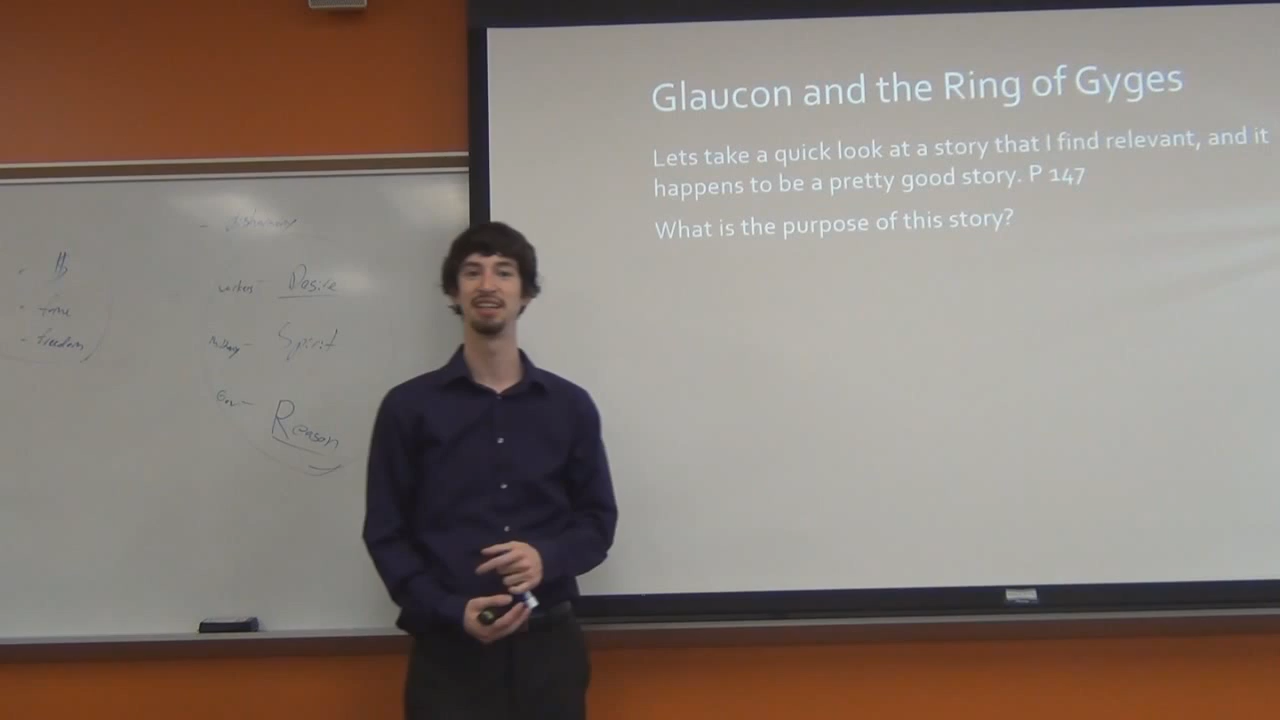 Glaucon and the Ring of Gyges
Lets take a quick look at a story that I find relevant, and it
happens to be a pretty good story. P 147
What is the purpose of this story?
Desire
Spirit
Reason
- freedom